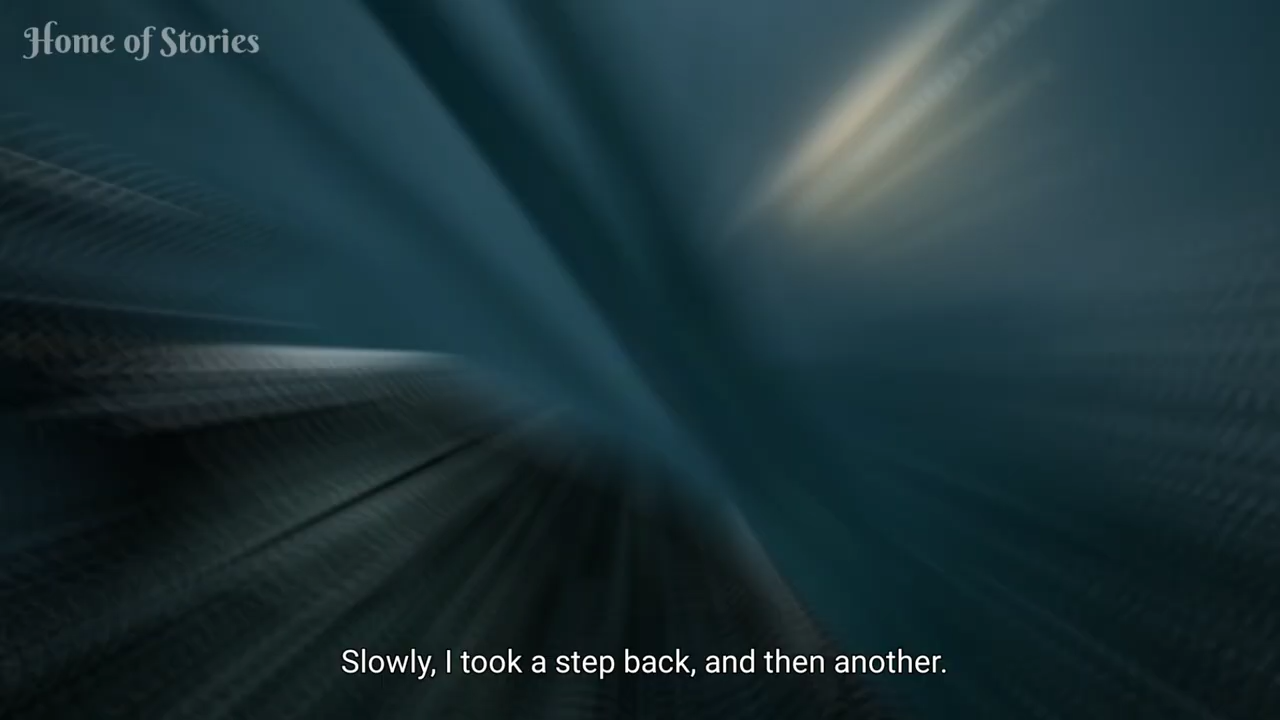 Home of Stories
Slowly, I took a step back, and then another.